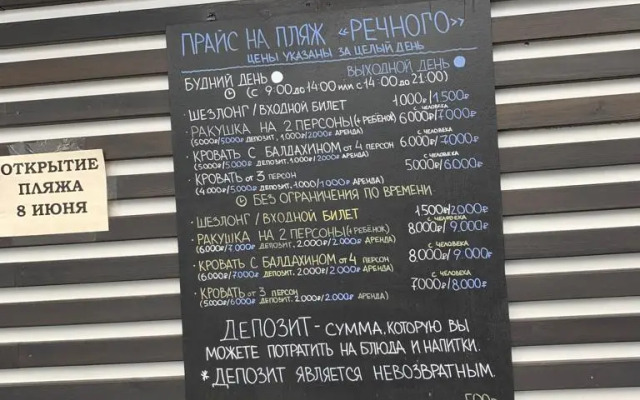 ПРАЙС НА ПЛЯЖ «РЕЧНОГО»
ЦЕНЫ УКАЗАНЫ ЗА ЦЕЛЫЙ ДЕНЬ
БУДНИЙ ДЕНЬ ВЫХОДНОЙ ДЕНЬ
(С 9:00 ДО 14:00 ИЛИ С 14:00 ДО 21:00)
· ШЕЗЛОНГ / ВХОДНОЙ БИЛЕТ 1000₽/1500₽
· РАКУШКА НА 2 ПЕРСОНЫ (+РЕБЁНОК) 6000₽/7000₽
(5000₽/5000₽ ДЕПОЗИТ, 1000₽/2000₽ АРЕНДА) С ЧЕЛОВЕКА
· КРОВАТЬ С БАЛДАХИНОМ ОТ 4 ПЕРСОН 6000₽/7000₽
(5000₽/5000₽ ДЕПОЗИТ, 1000₽/2000₽ АРЕНДА) С ЧЕЛОВЕКА
· КРОВАТЬ ОТ 3 ПЕРСОН 5000₽/6000₽
(4000₽/5000₽ ДЕПОЗИТ, 1000₽/1000₽ АРЕНДА)
БЕЗ ОГРАНИЧЕНИЯ ПО ВРЕМЕНИ
· ШЕЗЛОНГ / ВХОДНОЙ БИЛЕТ 1500₽/2000₽
· РАКУШКА НА 2 ПЕРСОНЫ (+РЕБЁНОК) 8000₽/9000₽
(6000₽/7000₽ ДЕПОЗИТ, 2000₽/2000₽ АРЕНДА) С ЧЕЛОВЕКА
· КРОВАТЬ С БАЛДАХИНОМ ОТ 4 ПЕРСОН 8000₽/9000₽
(6000₽/7000₽ ДЕПОЗИТ, 2000₽/2000₽ АРЕНДА) С ЧЕЛОВЕКА
· КРОВАТЬ ОТ 3 ПЕРСОН 7000₽/8000₽
(5000₽/6000₽ ДЕПОЗИТ, 2000₽/2000₽ АРЕНДА)
ДЕПОЗИТ - СУММА, КОТОРУЮ ВЫ
МОЖЕТЕ ПОТРАТИТЬ НА БЛЮДА И НАПИТКИ.
* ДЕПОЗИТ ЯВЛЯЕТСЯ НЕВОЗВРАТНЫМ.
ОТКРЫТИЕ
ПЛЯЖА
8 ИЮНЯ